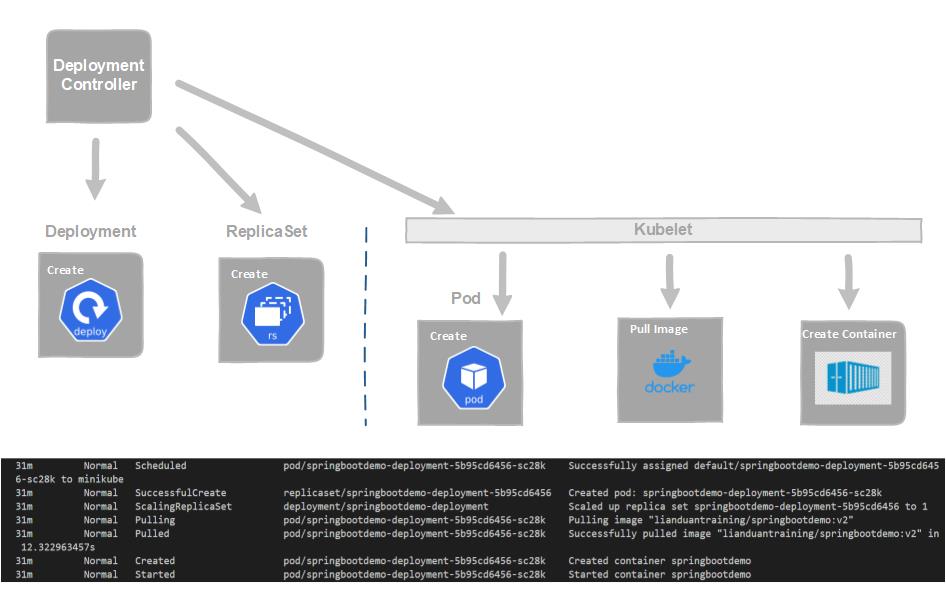 Deployment
Controller
Deployment
ReplicaSet
Kubelet
Create
deploy
Create
rs
Pod
Create
pod
Pull Image
docker
Create Container
31m Normal Scheduled pod/springbootdemo-deployment-5b95cd6456-sc28k Successfully assigned default/springbootdemo-deployment-5b95cd645
6-sc28k to minikube
31m Normal SuccessfulCreate replicaset/springbootdemo-deployment-5b95cd6456 Created pod: springbootdemo-deployment-5b95cd6456-sc28k
31m Normal ScalingReplicaSet deployment/springbootdemo-deployment Scaled up replica set springbootdemo-deployment-5b95cd6456 to 1
31m Normal Pulling pod/springbootdemo-deployment-5b95cd6456-sc28k Pulling image "lianduantraining/springbootdemo:v2"
31m Normal Pulled pod/springbootdemo-deployment-5b95cd6456-sc28k Successfully pulled image "lianduantraining/springbootdemo:v2" in
12.322963457s
31m Normal Created pod/springbootdemo-deployment-5b95cd6456-sc28k Created container springbootdemo
31m Normal Started pod/springbootdemo-deployment-5b95cd6456-sc28k Started container springbootdemo